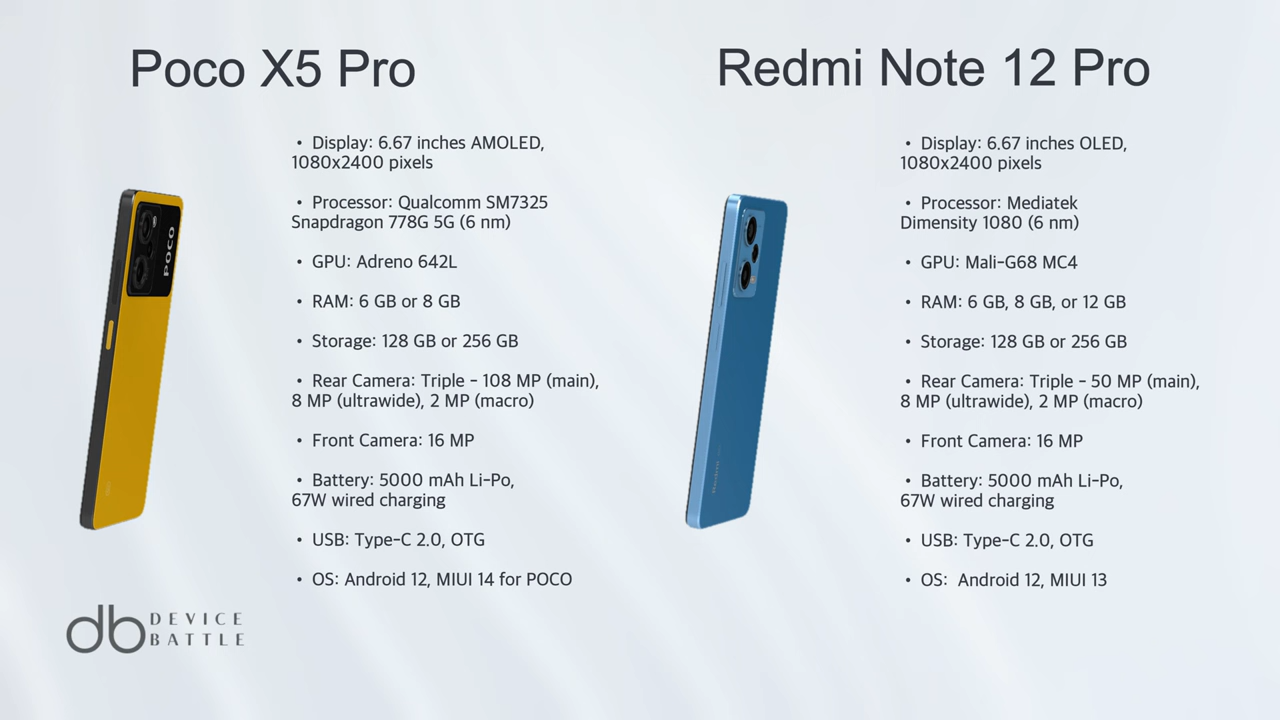 Poco X5 Pro
• Display: 6.67 inches AMOLED,
1080x2400 pixels
• Processor: Qualcomm SM7325
Snapdragon 778G 5G (6 nm)
• GPU: Adreno 642L
• RAM: 6 GB or 8 GB
• Storage: 128 GB or 256 GB
• Rear Camera: Triple - 108 MP (main),
8 MP (ultrawide), 2 MP (macro)
• Front Camera: 16 MP
• Battery: 5000 mAh Li-Po,
67W wired charging
• USB: Type-C 2.0, OTG
• OS: Android 12, MIUI 14 for POCO
POCO
Redmi Note 12 Pro
• Display: 6.67 inches OLED,
1080x2400 pixels
• Processor: Mediatek
Dimensity 1080 (6 nm)
• GPU: Mali-G68 MC4
• RAM: 6 GB, 8 GB, or 12 GB
• Storage: 128 GB or 256 GB
• Rear Camera: Triple - 50 MP (main),
8 MP (ultrawide), 2 MP (macro)
• Front Camera: 16 MP
• Battery: 5000 mAh Li-Po,
67W wired charging
• USB: Type-C 2.0, OTG
• OS: Android 12, MIUI 13
db DEVICE
BATTLE